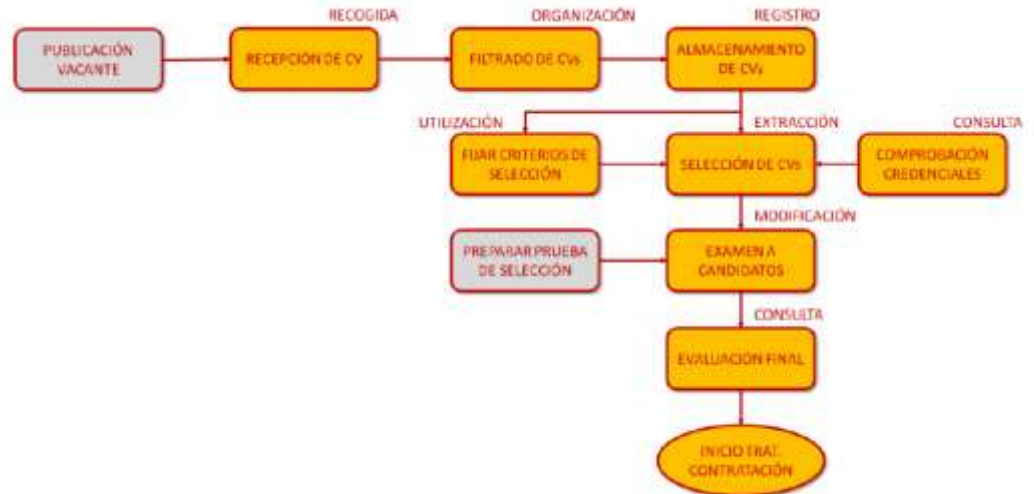 RECOGIDA
ORGANIZACIÓN
REGISTRO
PUBLICACIÓN
VACANTE
RECEPCIÓN DE CV
FILTRADO DE CVs
ALMACENAMIENTO
DE CVs
UTILIZACIÓN
EXTRACCIÓN
CONSULTA
FIJAR CRITERIOS DE
SELECCIÓN
SELECCIÓN DE CVs
COMPROBACIÓN
CREDENCIALES
MODIFICACIÓN
PREPARAR PRUEBA
DE SELECCIÓN
EXAMEN A
CANDIDATOS
CONSULTA
EVALUACIÓN FINAL
INICIO TRAT.
CONTRATACIÓN